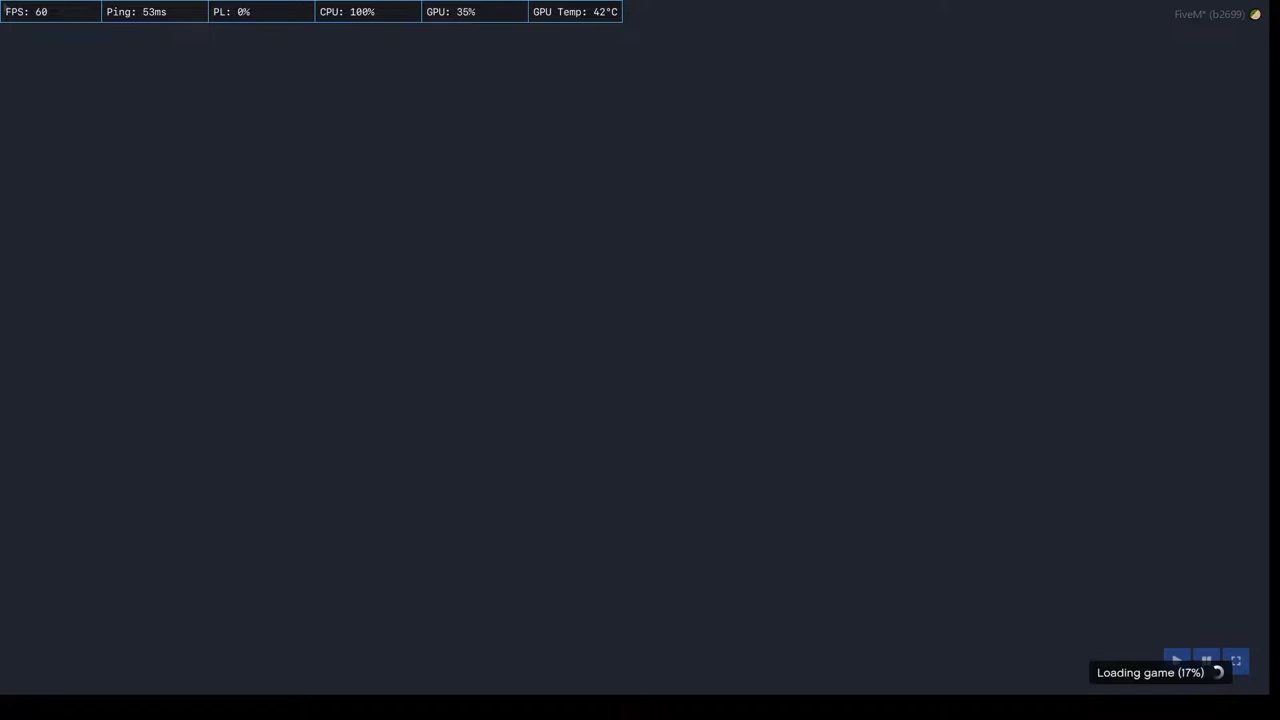 FPS: 60 Ping: 53ms PL: 0% CPU: 100% GPU: 35% GPU Temp: 42°C
FiveM* (b2699)
Loading game (17%)